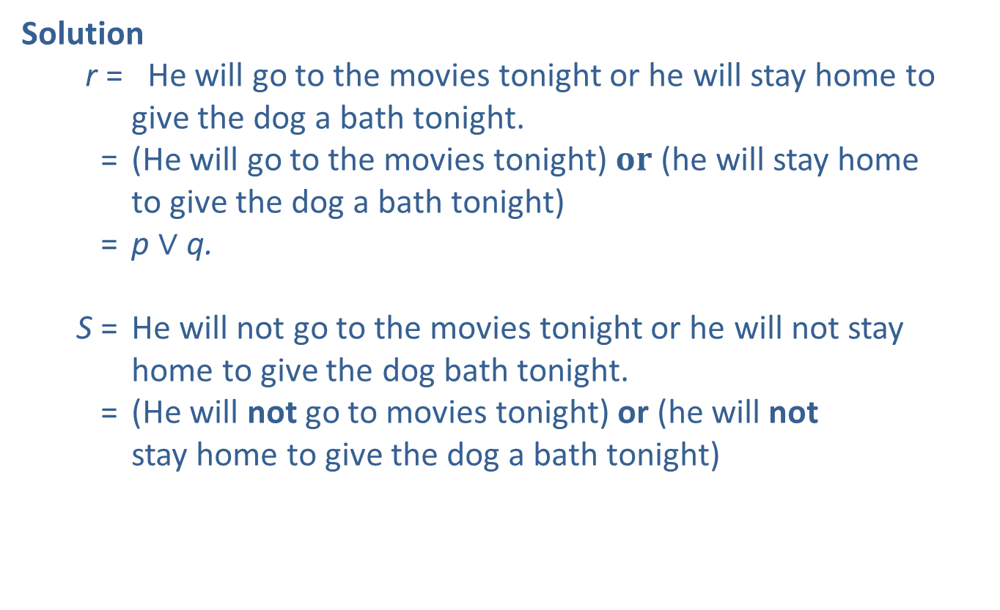 Solution
r = He will go to the movies tonight or he will stay home to
give the dog a bath tonight.
= (He will go to the movies tonight) or (he will stay home
to give the dog a bath tonight)
= p ∨ q.
S = He will not go to the movies tonight or he will not stay
home to give the dog bath tonight.
= (He will not go to movies tonight) or (he will not
stay home to give the dog a bath tonight)